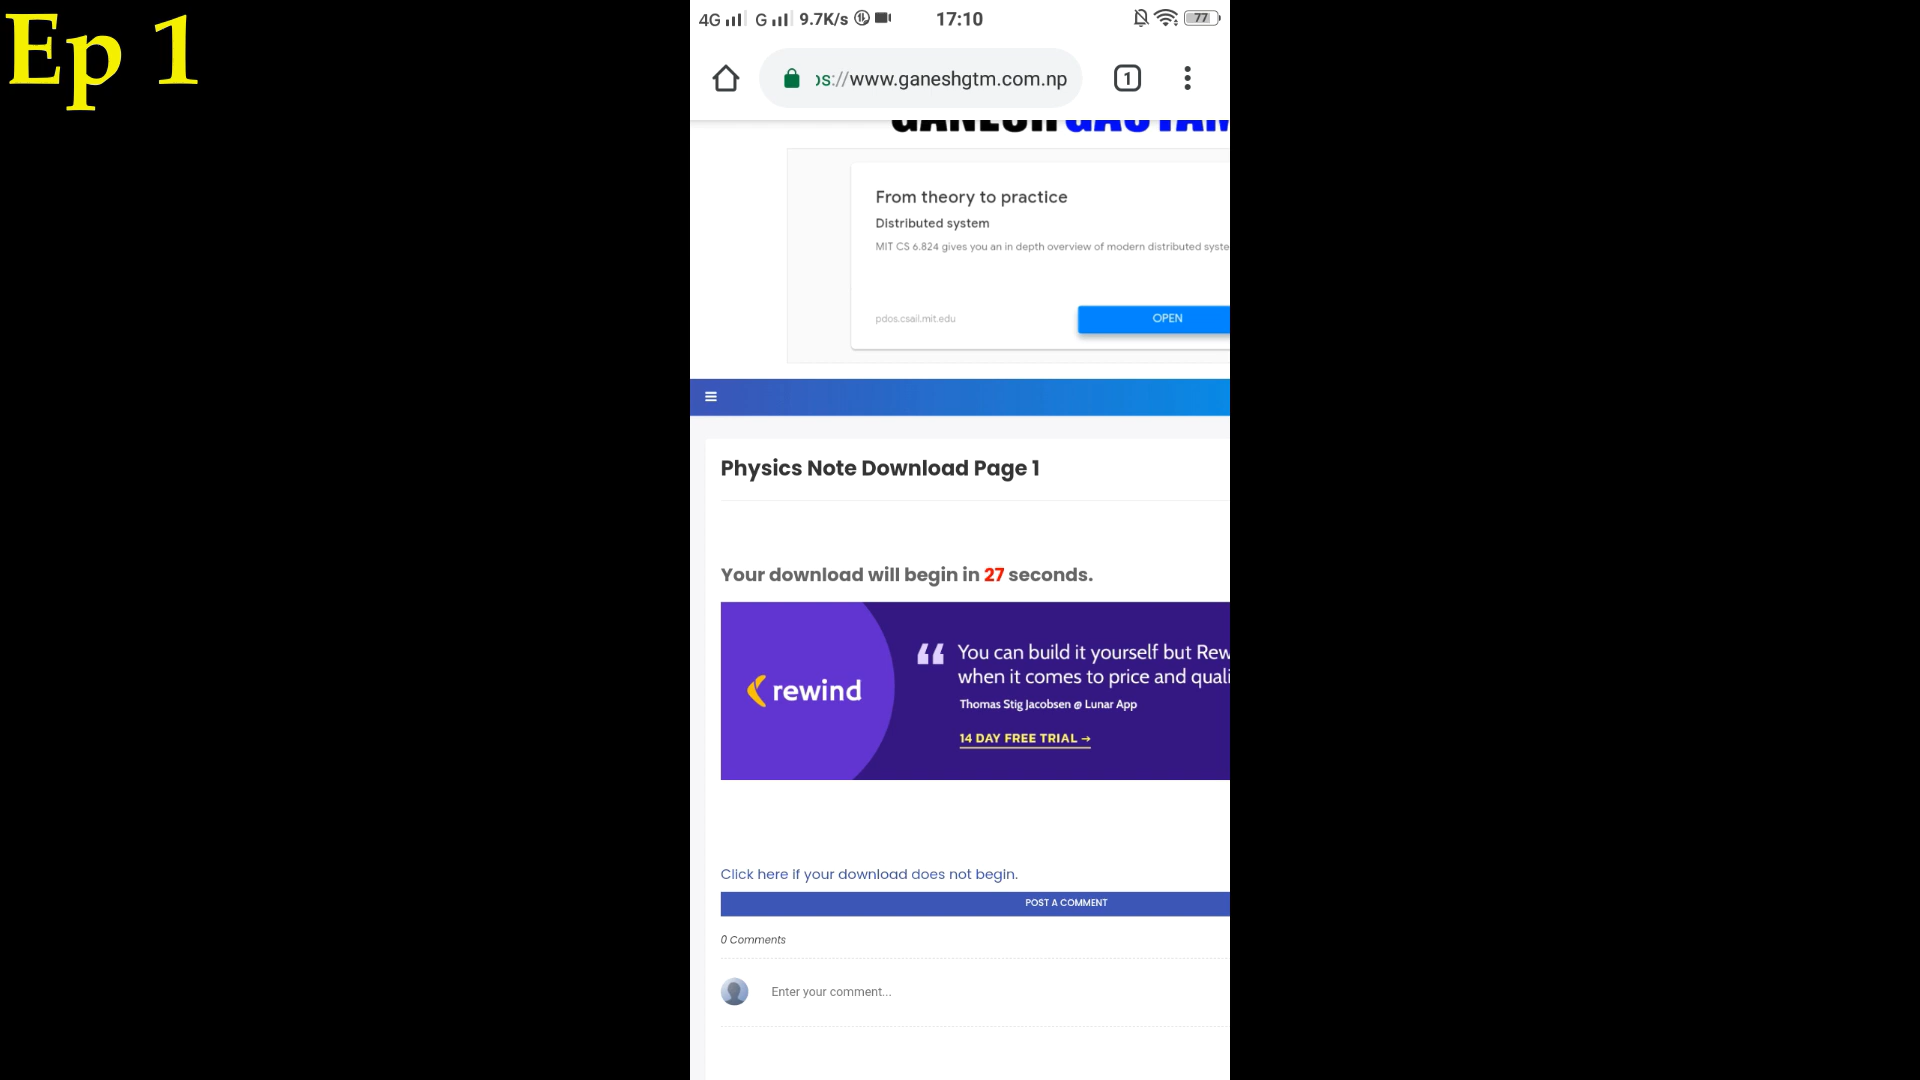 Ep 1
4G G 9.7K/s 17:10 77
ps://www.ganeshgtm.com.np 1
GANESH GAUTAM
From theory to practice
Distributed system
MIT CS 6.824 gives you an in depth overview of modern distributed syste
pdos.csail.mit.edu OPEN
Physics Note Download Page 1
Your download will begin in 27 seconds.
“ You can build it yourself but Rew
when it comes to price and quali
rewind
Thomas Stig Jacobsen @ Lunar App
14 DAY FREE TRIAL →
Click here if your download does not begin.
POST A COMMENT
0 Comments
Enter your comment...